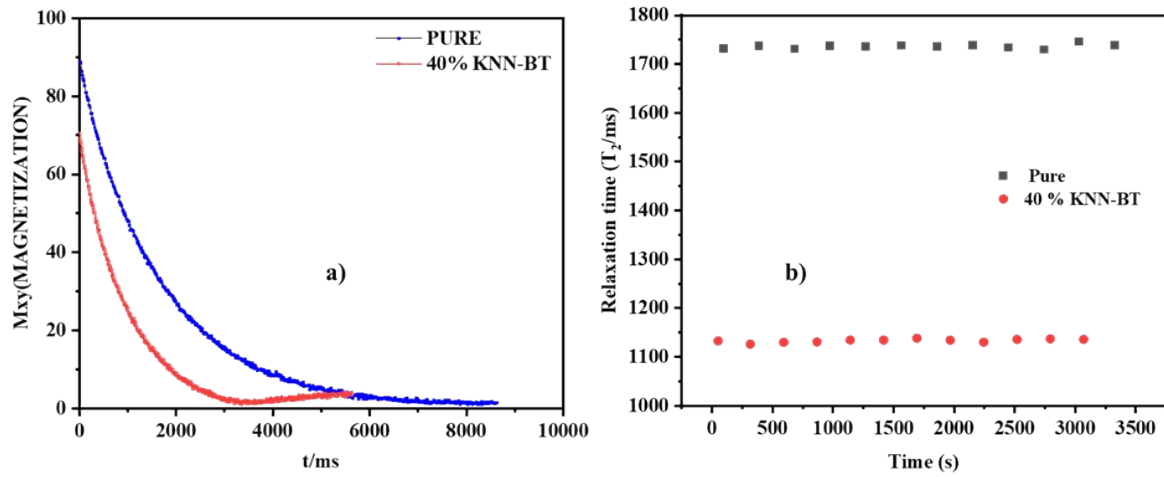 Mxy(MAGNETIZATION)
100
80
60
40
20
0
PURE
40% KNN-BT
a)
0
2000
4000
6000
8000
10000
t/ms
Relaxation time (T₂/ms)
1800
1700
1600
1500
1400
1300
1200
1100
1000
Pure
40 % KNN-BT
b)
0
500
1000
1500
2000
2500
3000
3500
Time (s)